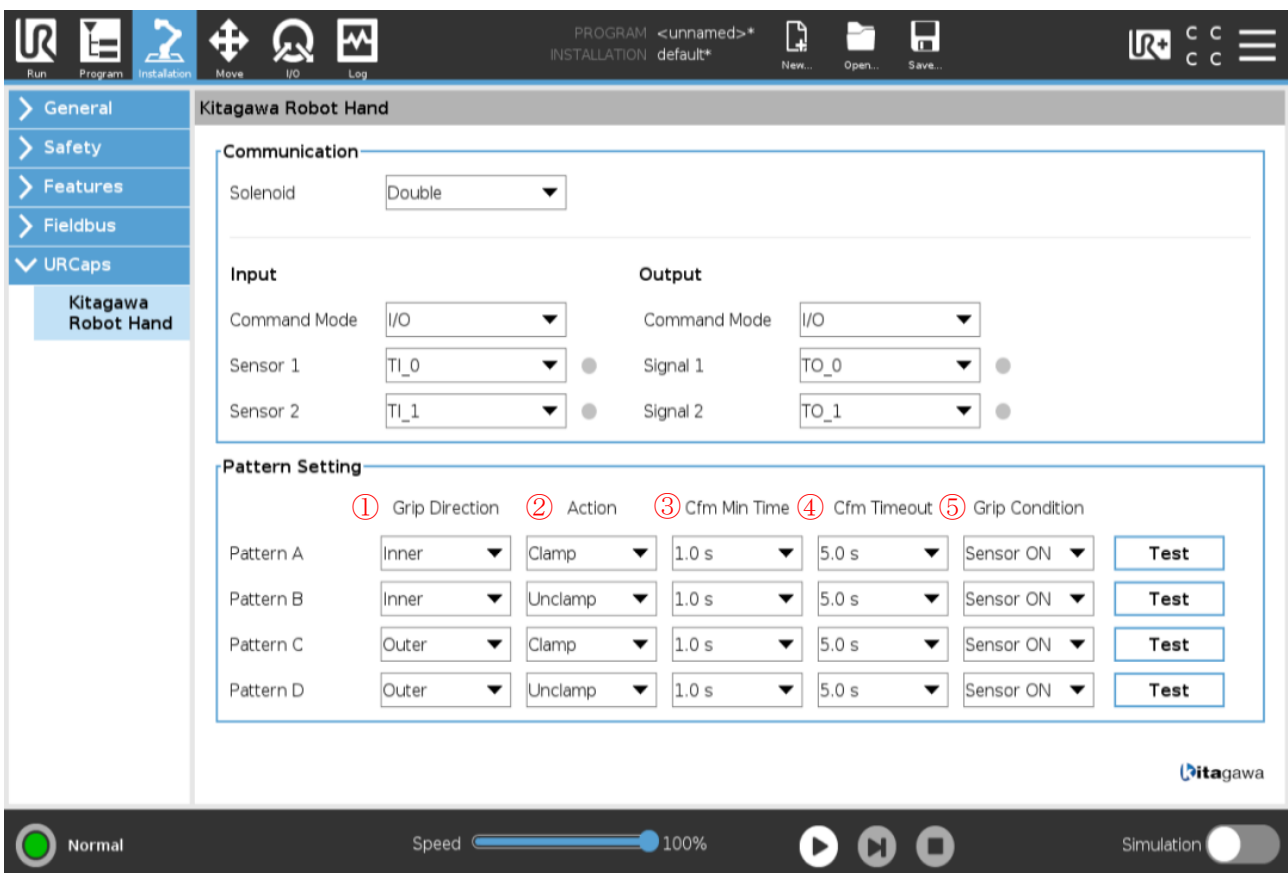 PROGRAM <unnamed>*
INSTALLATION default*
Run Program Installation Move I/O Log New... Open... Save... UR+ C C
C C
General
Safety
Features
Fieldbus
URCaps
Kitagawa
Robot Hand
Kitagawa Robot Hand
Communication
Solenoid Double
Input Output
Command Mode I/O Command Mode I/O
Sensor 1 TI_0 Signal 1 TO_0
Sensor 2 TI_1 Signal 2 TO_1
Pattern Setting
① Grip Direction ② Action ③ Cfm Min Time ④ Cfm Timeout ⑤ Grip Condition
Pattern A Inner Clamp 1.0 s 5.0 s Sensor ON Test
Pattern B Inner Unclamp 1.0 s 5.0 s Sensor ON Test
Pattern C Outer Clamp 1.0 s 5.0 s Sensor ON Test
Pattern D Outer Unclamp 1.0 s 5.0 s Sensor ON Test
Kitagawa
Normal Speed 100% Simulation